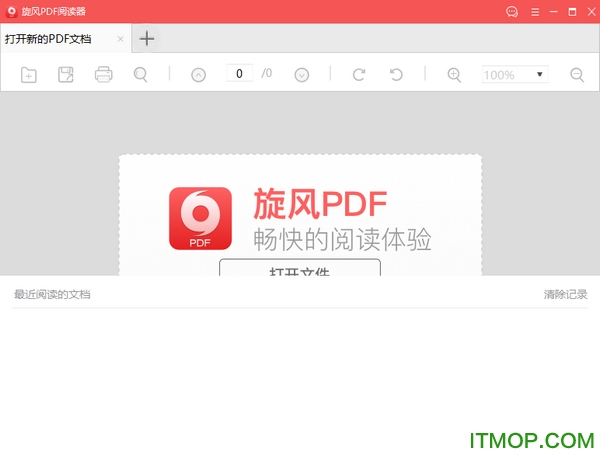 旋风PDF阅读器
打开新的PDF文档
0 /0 100%
旋风PDF
PDF
畅快的阅读体验
打开文件
最近阅读的文档 清除记录
ITMOP.COM